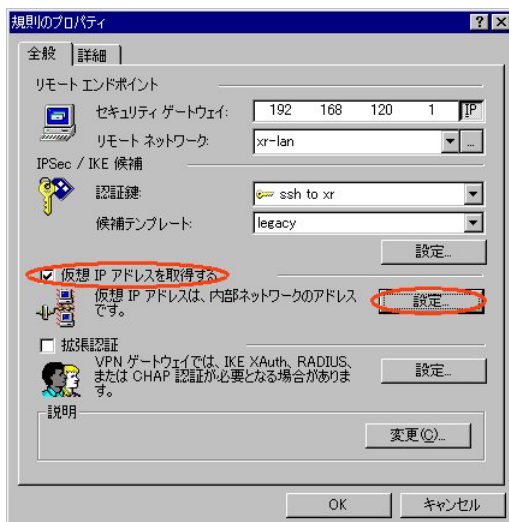 規則のプロパティ
全般 詳細
リモート エンドポイント
セキュリティ ゲートウェイ: 192 168 120 1 IP
リモート ネットワーク: xr-lan ...
IPSec / IKE 候補
認証鍵: ssh to xr
候補テンプレート: legacy
設定...
仮想 IP アドレスを取得する
仮想 IP アドレスは、内部ネットワークのアドレス
です。
設定...
拡張認証
VPN ゲートウェイでは、IKE XAuth、RADIUS、
または CHAP 認証が必要となる場合がありま
す。
設定...
説明
変更(C)...
OK キャンセル